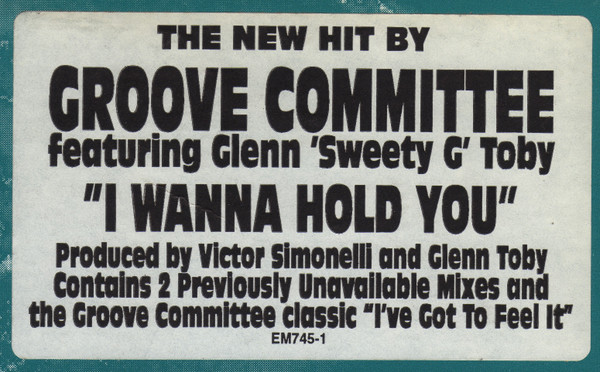 THE NEW HIT BY
GROOVE COMMITTEE
featuring Glenn 'Sweety G' Toby
"I WANNA HOLD YOU"
Produced by Victor Simonelli and Glenn Toby
Contains 2 Previously Unavailable Mixes and
the Groove Committee classic "I've Got To Feel It"
EM745-1